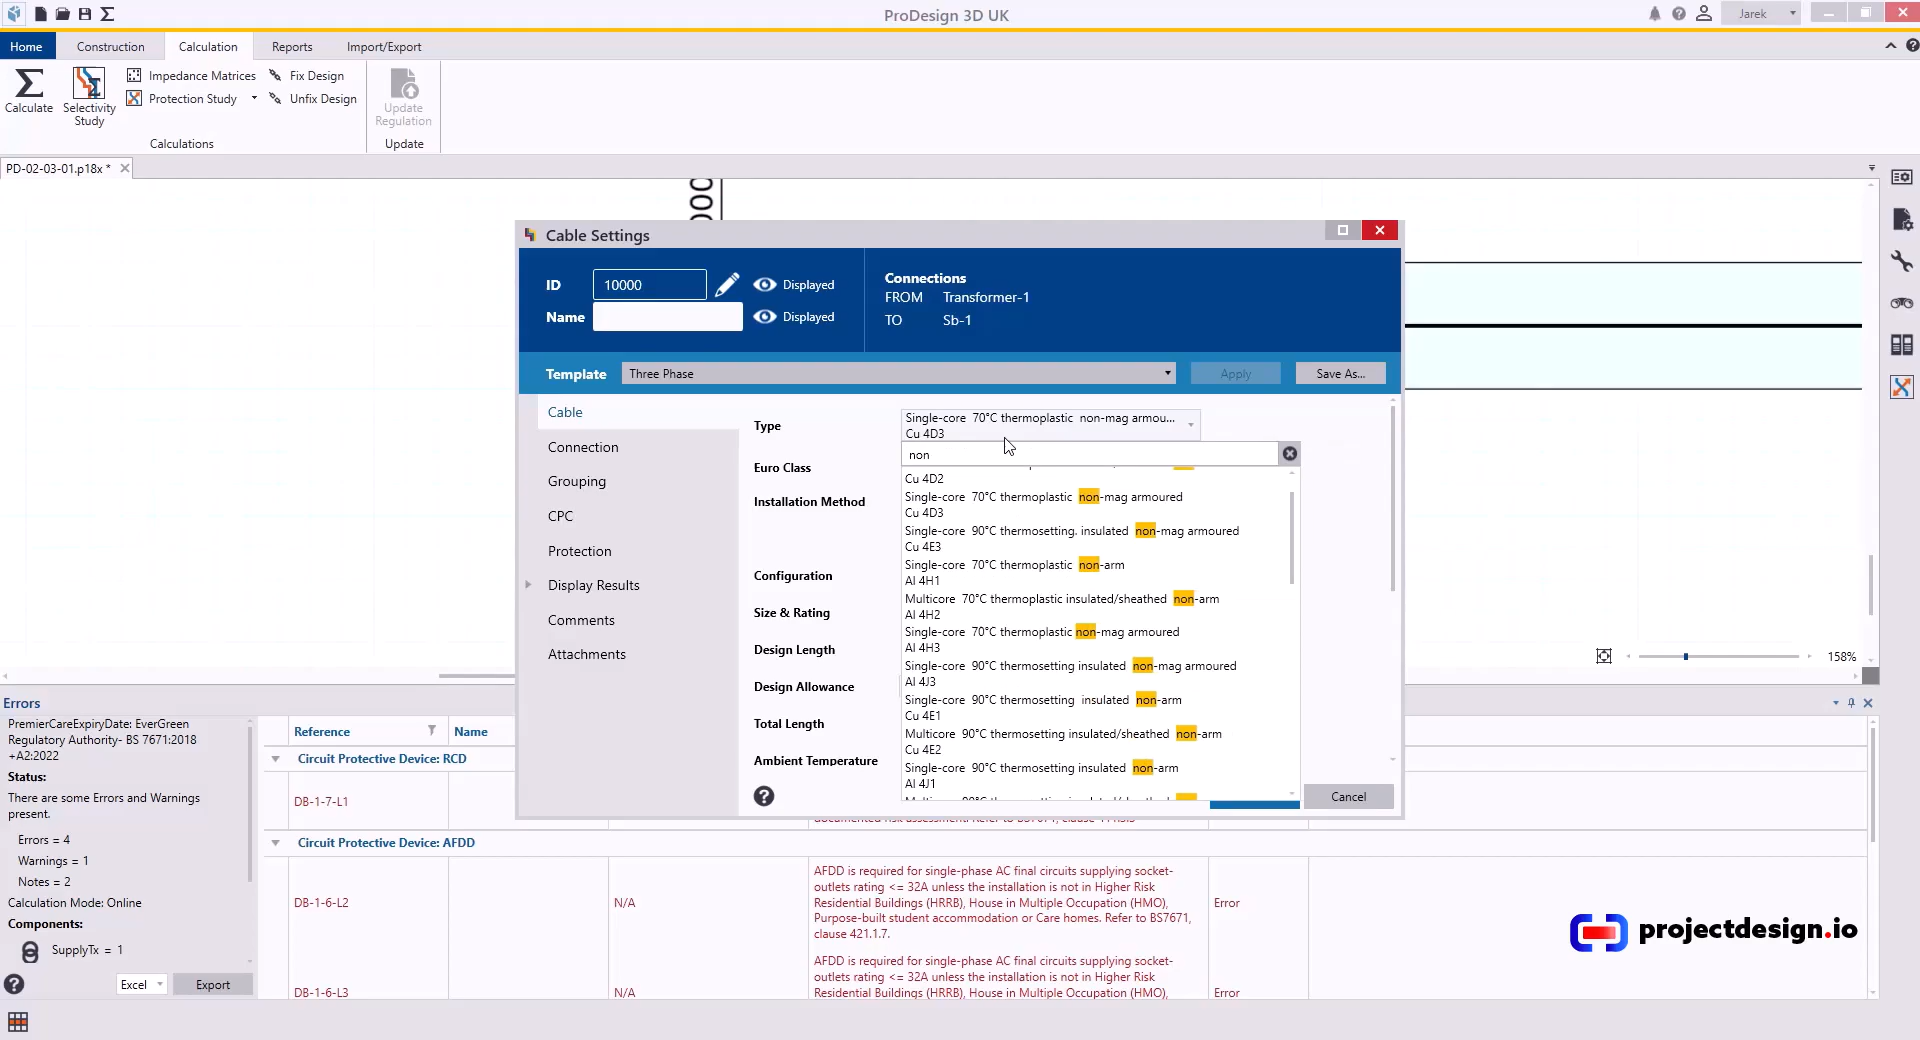 ProDesign 3D UK
Jarek
Home
Construction
Calculation
Reports
Import/Export
Calculate
Selectivity
Study
Impedance Matrices
Protection Study
Fix Design
Unfix Design
Update
Regulation
Calculations
Update
PD-02-03-01.p18x *
Cable Settings
ID
10000
Displayed
Name
Displayed
Connections
FROM Transformer-1
TO Sb-1
Template
Three Phase
Apply
Save As...
Cable
Connection
Grouping
CPC
Protection
Display Results
Comments
Attachments
Type
Single-core 70°C thermoplastic non-mag armou...
Cu 4D3
non
Euro Class
Installation Method
Configuration
Size & Rating
Design Length
Design Allowance
Total Length
Ambient Temperature
Cu 4D2
Single-core 70°C thermoplastic non-mag armoured
Cu 4D3
Single-core 90°C thermosetting. insulated non-mag armoured
Cu 4E3
Single-core 70°C thermoplastic non-arm
Al 4H1
Multicore 70°C thermoplastic insulated/sheathed non-arm
Al 4H2
Single-core 70°C thermoplastic non-mag armoured
Al 4H3
Single-core 90°C thermosetting insulated non-mag armoured
Al 4J3
Single-core 90°C thermosetting insulated non-arm
Cu 4E1
Multicore 90°C thermosetting insulated/sheathed non-arm
Cu 4E2
Single-core 90°C thermosetting insulated non-arm
Al 4J1
Cancel
158%
Errors
PremierCareExpiryDate: EverGreen
Regulatory Authority- BS 7671:2018
+A2:2022
Status:
There are some Errors and Warnings
present.
Errors = 4
Warnings = 1
Notes = 2
Calculation Mode: Online
Components:
SupplyTx = 1
Excel
Export
Reference
Name
Circuit Protective Device: RCD
DB-1-7-L1
Circuit Protective Device: AFDD
DB-1-6-L2
N/A
AFDD is required for single-phase AC final circuits supplying socket-
outlets rating <= 32A unless the installation is not in Higher Risk
Residential Buildings (HRRB), House in Multiple Occupation (HMO),
Purpose-built student accommodation or Care homes. Refer to BS7671,
clause 421.1.7.
Error
DB-1-6-L3
N/A
AFDD is required for single-phase AC final circuits supplying socket-
outlets rating <= 32A unless the installation is not in Higher Risk
Residential Buildings (HRRB), House in Multiple Occupation (HMO),
Error
projectdesign.io